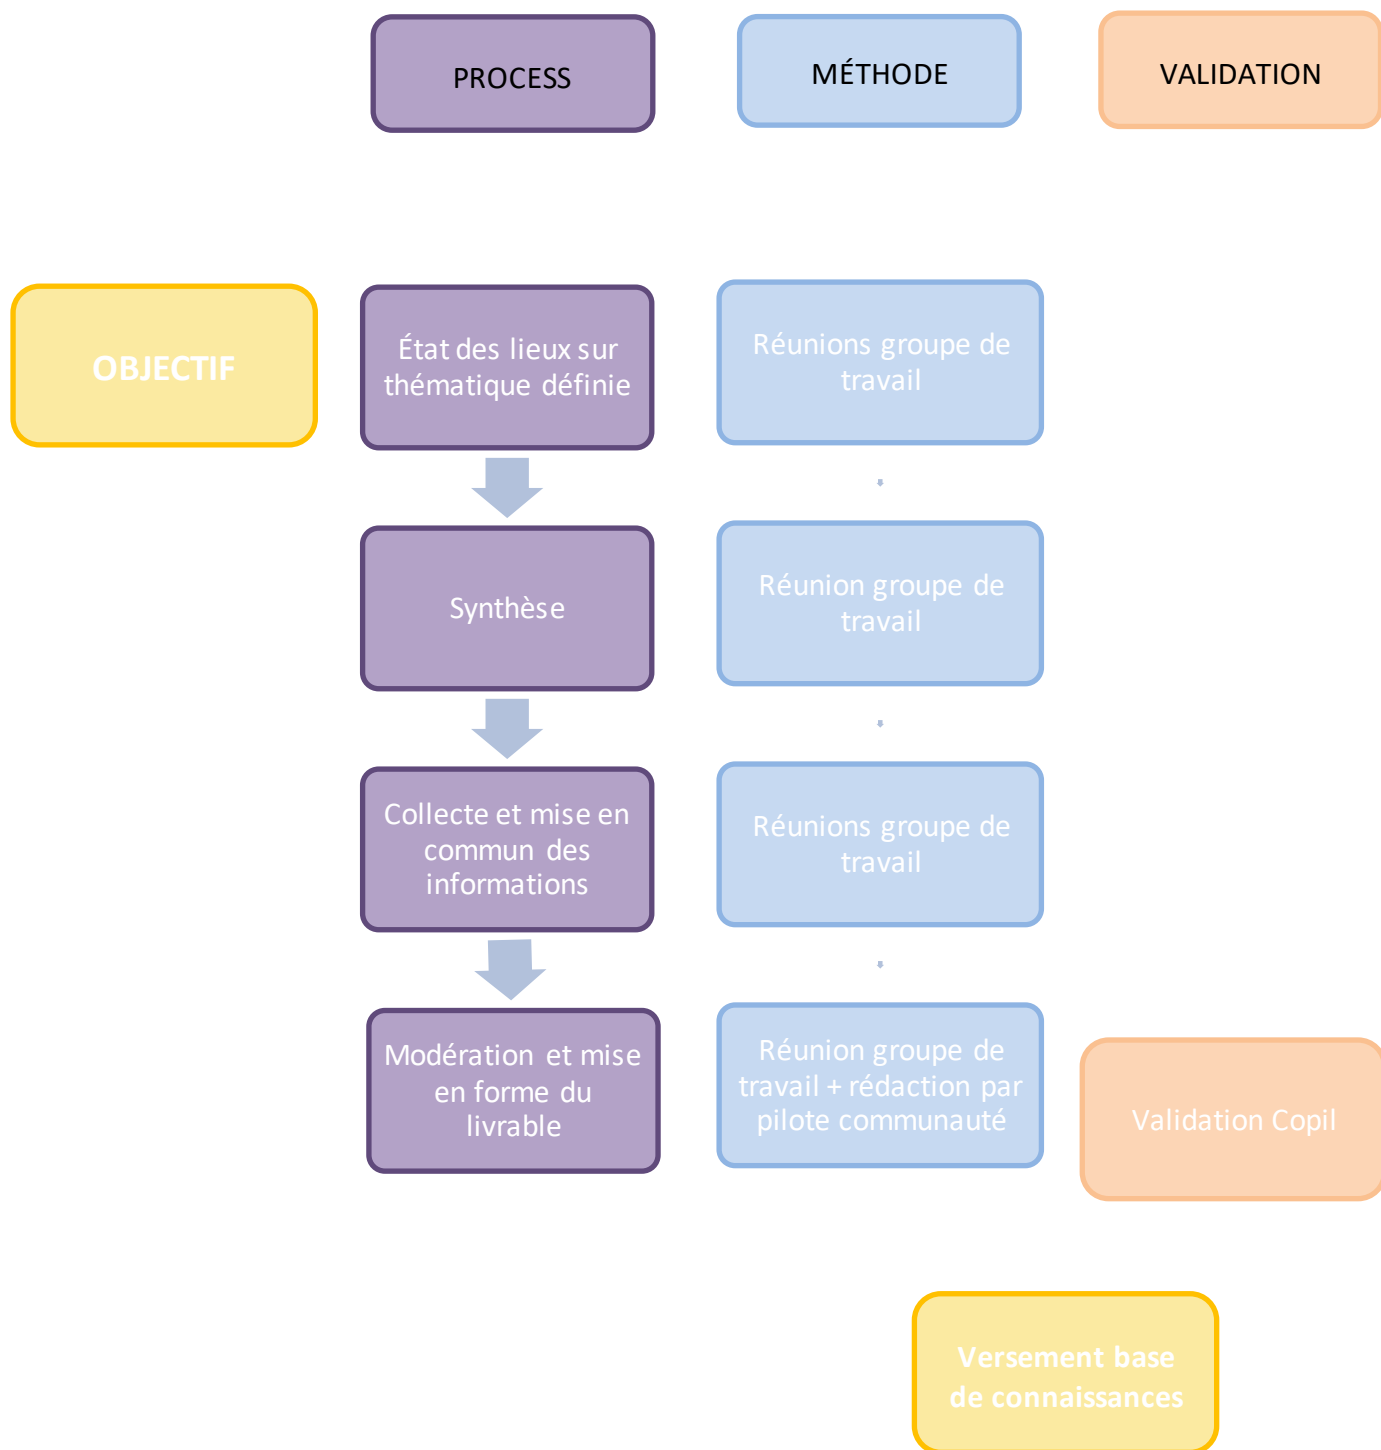 PROCESS
MÉTHODE
VALIDATION
OBJECTIF
État des lieux sur
thématique définie
Réunions groupe de
travail
Synthèse
Réunion groupe de
travail
Collecte et mise en
commun des
informations
Réunions groupe de
travail
Modération et mise
en forme du
livrable
Réunion groupe de
travail + rédaction par
pilote communauté
Validation Copil
Versement base
de connaissances